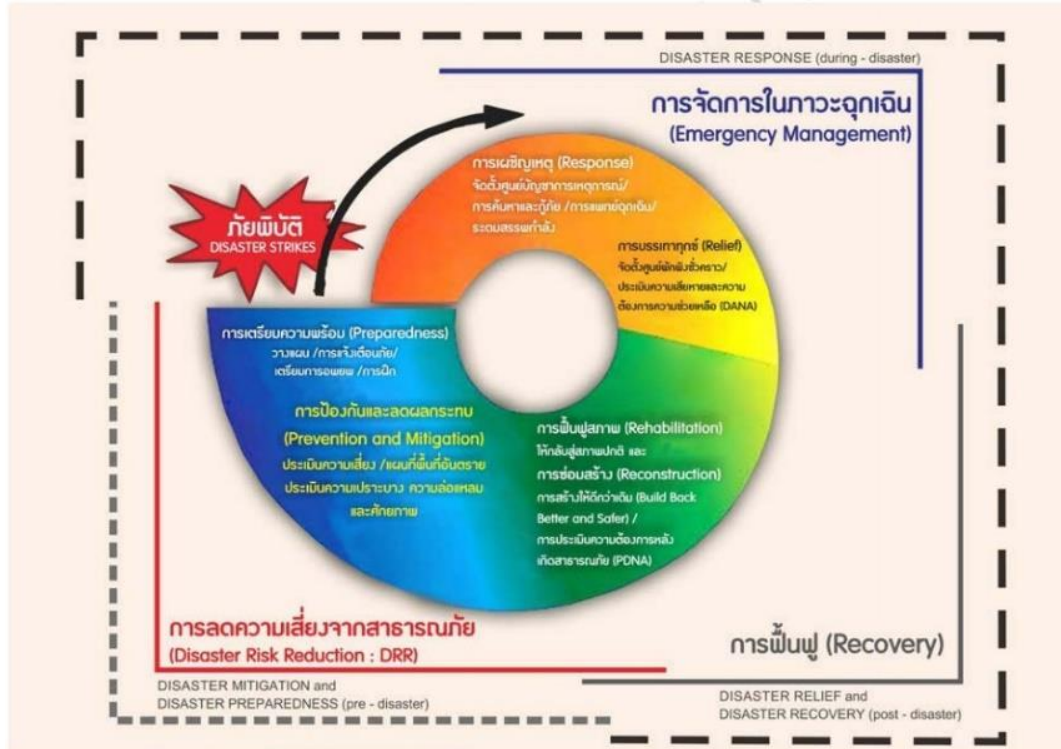 DISASTER RESPONSE (during - disaster)
การจัดการในภาวะฉุกเฉิน
(Emergency Management)
การเผชิญเหตุ (Response)
จัดตั้งศูนย์บัญชาการเหตุการณ์/
การค้นหาและกู้ภัย /การแพทย์ฉุกเฉิน/
ระดมสรรพกำลัง
ภัยพิบัติ
DISASTER STRIKES
การบรรเทาทุกข์ (Relief)
จัดตั้งศูนย์พักพิงชั่วคราว/
ประเมินความเสียหายและความ
ต้องการความช่วยเหลือ (DANA)
การเตรียมความพร้อม (Preparedness)
วางแผน /การแจ้งเตือนภัย/
เตรียมการอพยพ /การฝึก
การป้องกันและลดผลกระทบ
(Prevention and Mitigation)
ประเมินความเสี่ยง /แผนที่พื้นที่อันตราย
ประเมินความเปราะบาง ความล่อแหลม
และศักยภาพ
การฟื้นฟูสภาพ (Rehabilitation)
ให้กลับสู่สภาพปกติ และ
การซ่อมสร้าง (Reconstruction)
การสร้างให้ดีกว่าเดิม (Build Back
Better and Safer) /
การประเมินความต้องการหลัง
เกิดสาธารณภัย (PDNA)
การลดความเสี่ยงจากสาธารณภัย
(Disaster Risk Reduction : DRR)
DISASTER MITIGATION and
DISASTER PREPAREDNESS (pre - disaster)
การฟื้นฟู (Recovery)
DISASTER RELIEF and
DISASTER RECOVERY (post - disaster)